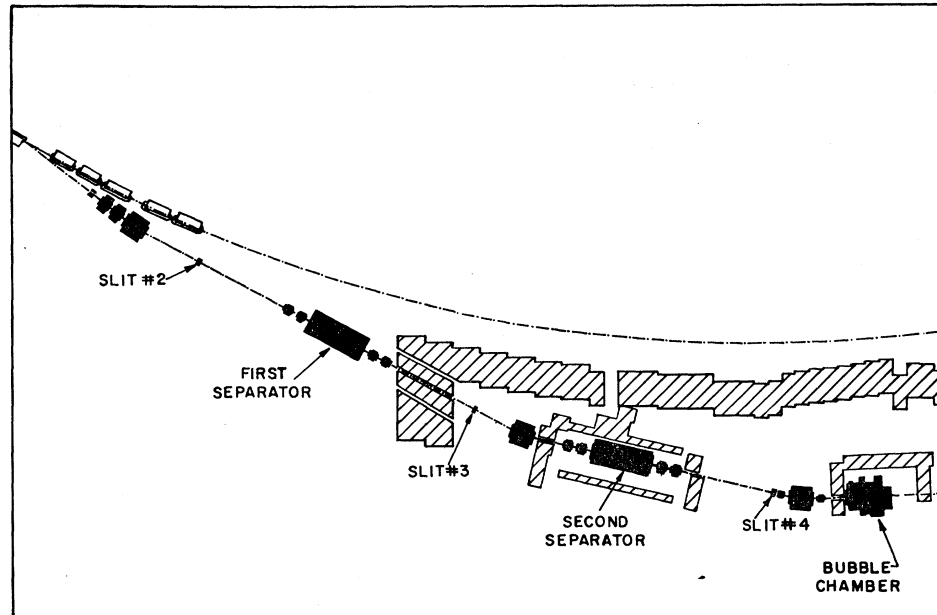 SLIT #2
FIRST
SEPARATOR
SLIT#3
SECOND
SEPARATOR
SLIT#4
BUBBLE
CHAMBER